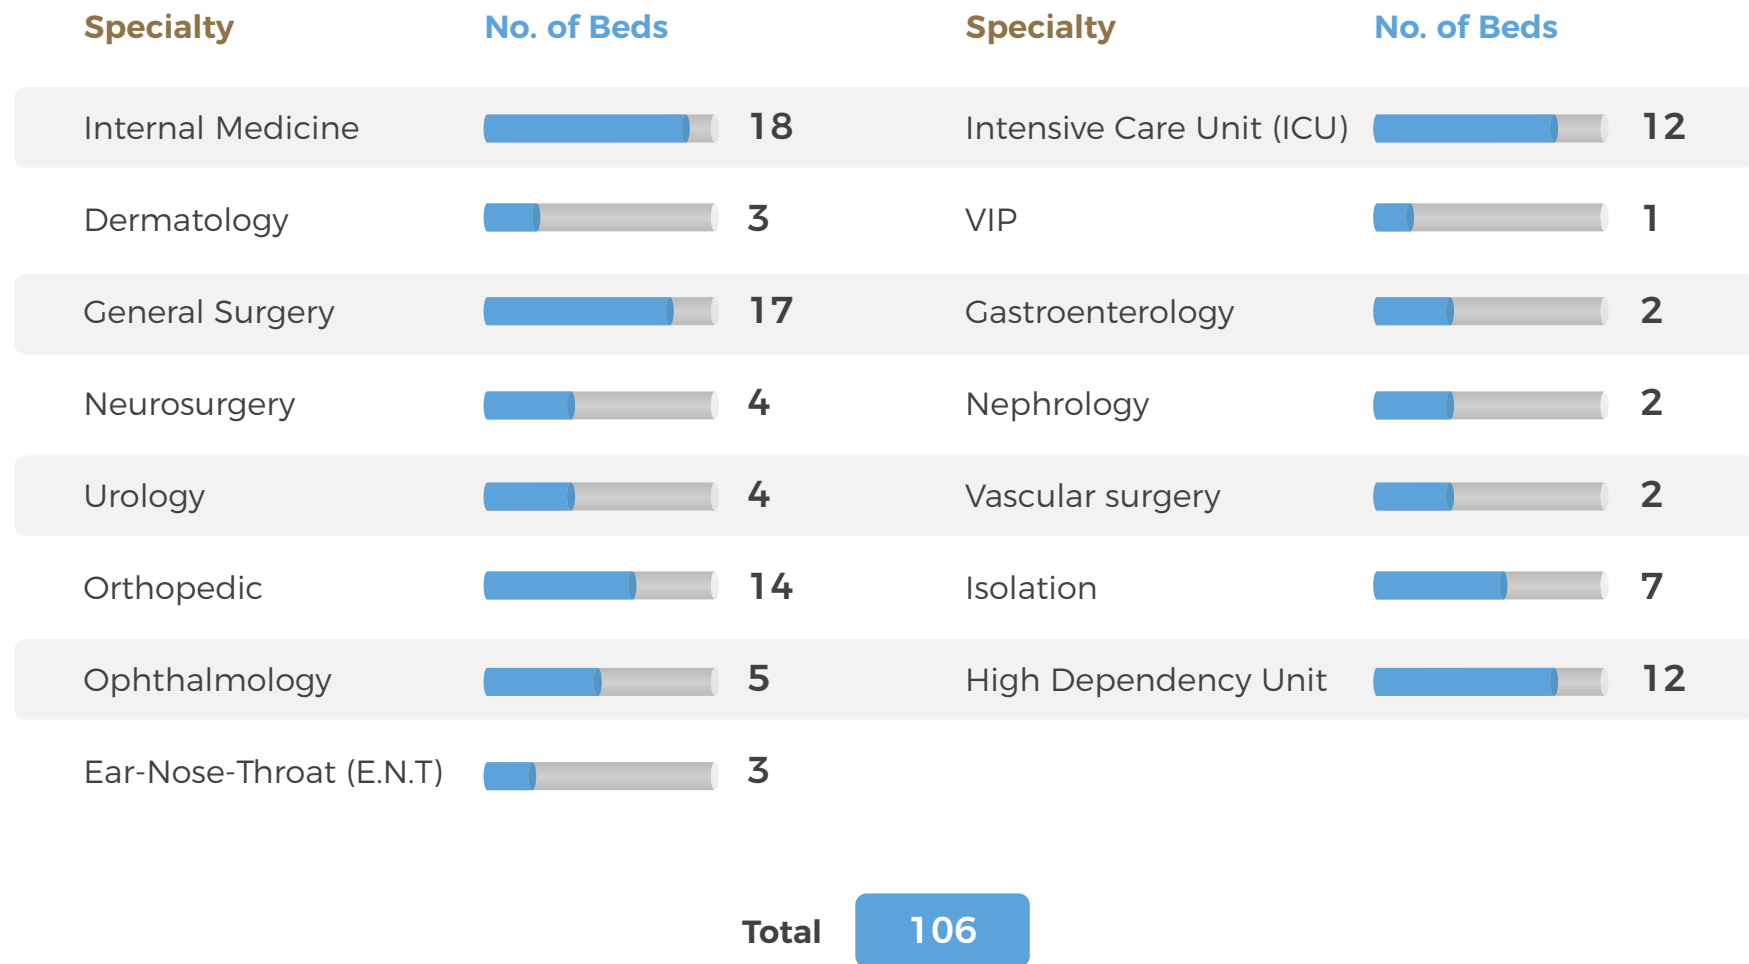 Specialty No. of Beds Specialty No. of Beds
Internal Medicine 18 Intensive Care Unit (ICU) 12
Dermatology 3 VIP 1
General Surgery 17 Gastroenterology 2
Neurosurgery 4 Nephrology 2
Urology 4 Vascular surgery 2
Orthopedic 14 Isolation 7
Ophthalmology 5 High Dependency Unit 12
Ear-Nose-Throat (E.N.T) 3
Total 106